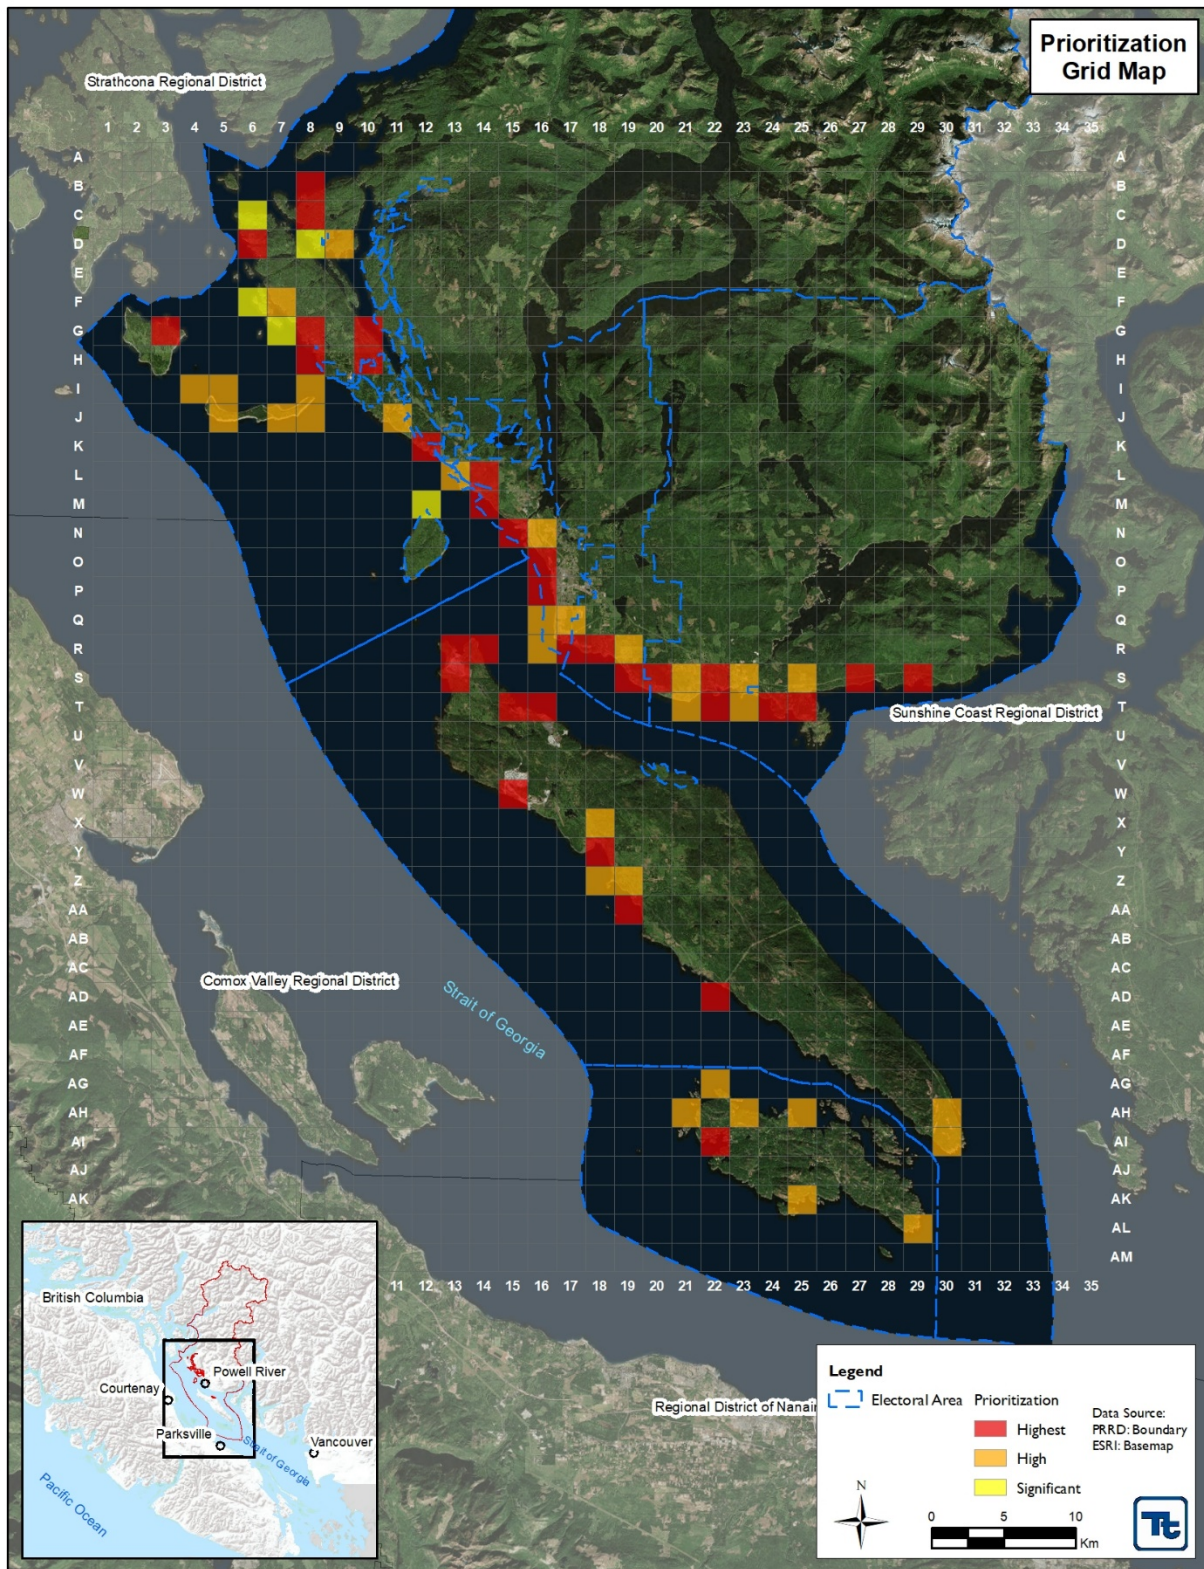 Prioritization
Grid Map
Strathcona Regional District
1 2 3 4 5 6 7 8 9 10 11 12 13 14 15 16 17 18 19 20 21 22 23 24 25 26 27 28 29 30 31 32 33 34 35
A A
B B
C C
D D
E E
F F
G G
H H
I I
J J
K K
L L
M M
N N
O O
P P
Q Q
R R
S S
T T
Sunshine Coast Regional District
U U
V V
W W
X X
Y Y
Z Z
AA AA
AB AB
AC AC
Comox Valley Regional District
AD AD
Strait of Georgia
AE AE
AF AF
AG AG
AH AH
AI AI
AJ AJ
AK AK
AL AL
AM
11 12 13 14 15 16 17 18 19 20 21 22 23 24 25 26 27 28 29 30 31 32 33 34 35
British Columbia
Powell River
Courtenay
Parksville
Strait of Georgia
Vancouver
Pacific Ocean
Regional District of Nanai
Legend
Electoral Area
Prioritization
Highest
High
Significant
Data Source:
PRRD: Boundary
ESRI: Basemap
N
0 5 10
Km
Tt